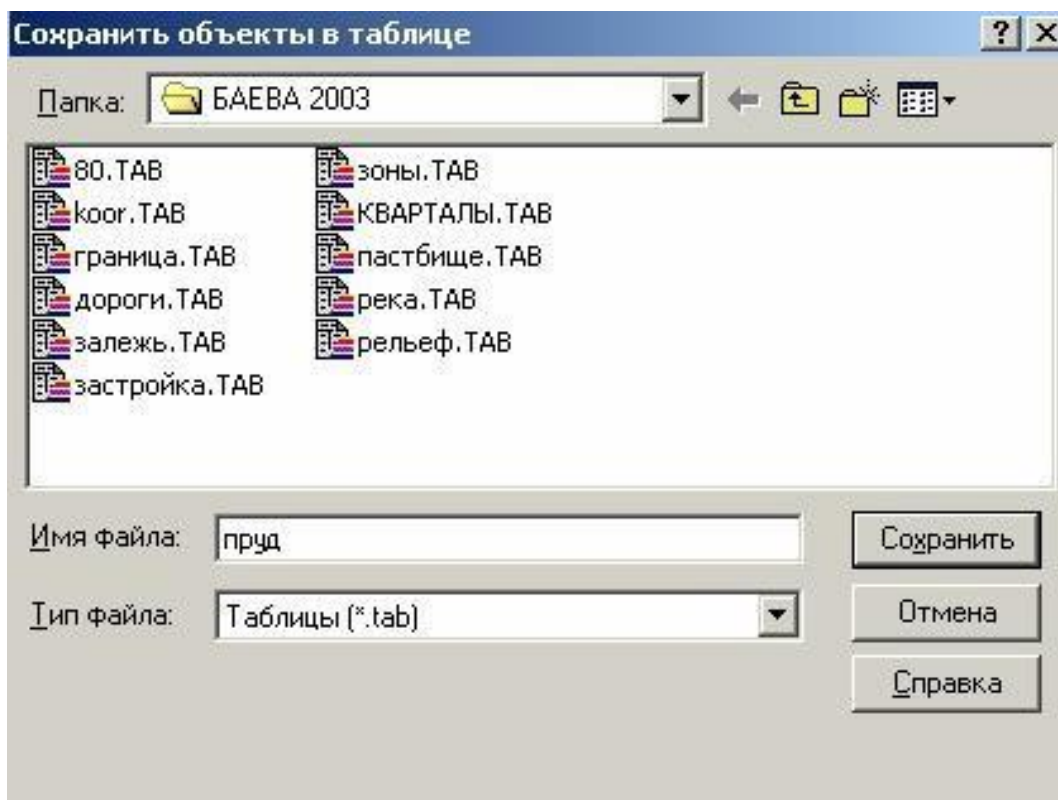 Сохранить объекты в таблице
Папка: БАЕВА 2003
80.TAB
koor.TAB
граница.TAB
дороги.TAB
залежь.TAB
застройка.TAB
зоны.TAB
КВАРТАЛЫ.TAB
пастбище.TAB
река.TAB
рельеф.TAB
Имя файла: пруд
Сохранить
Тип файла: Таблицы (*.tab)
Отмена
Справка